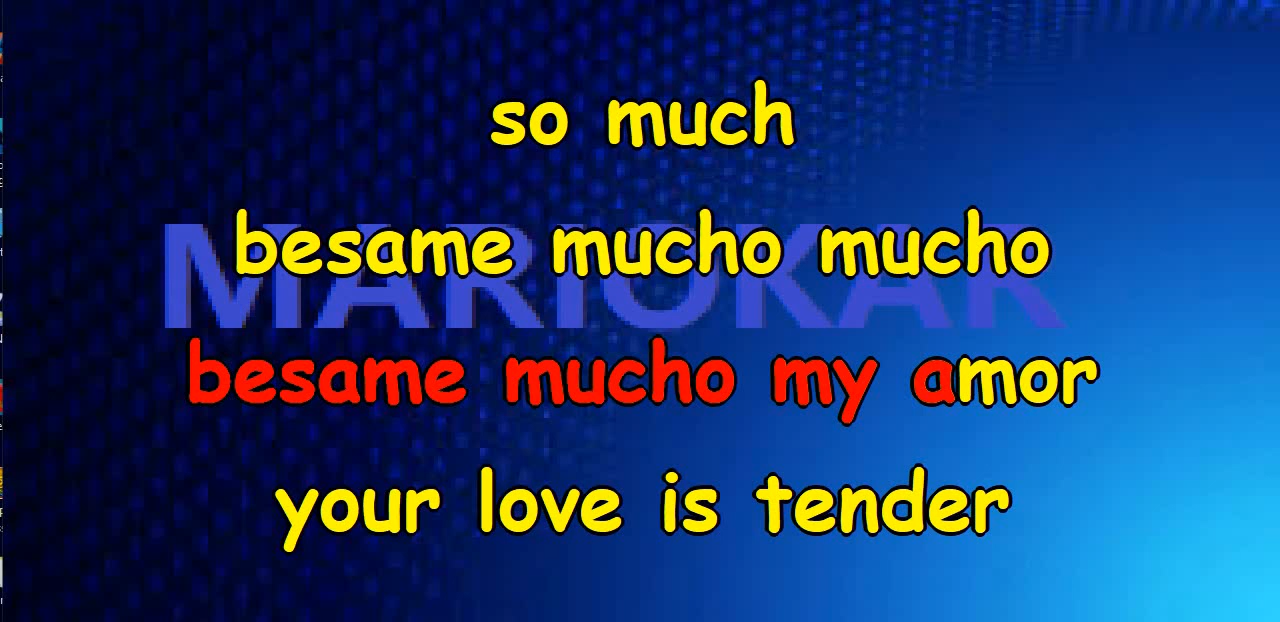 so much
besame mucho mucho
MARIOKAR
besame mucho my amor
your love is tender